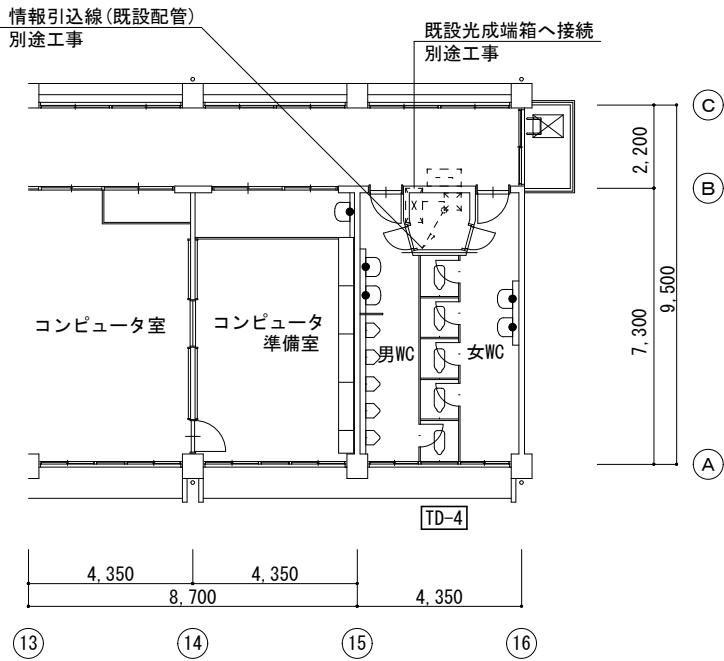 情報引込線(既設配管)
別途工事
既設光成端箱へ接続
別途工事
C
2,200
B
コンピュータ室
コンピュータ
準備室
男WC
女WC
7,300
9,500
A
TD-4
4,350
4,350
8,700
4,350
13
14
15
16